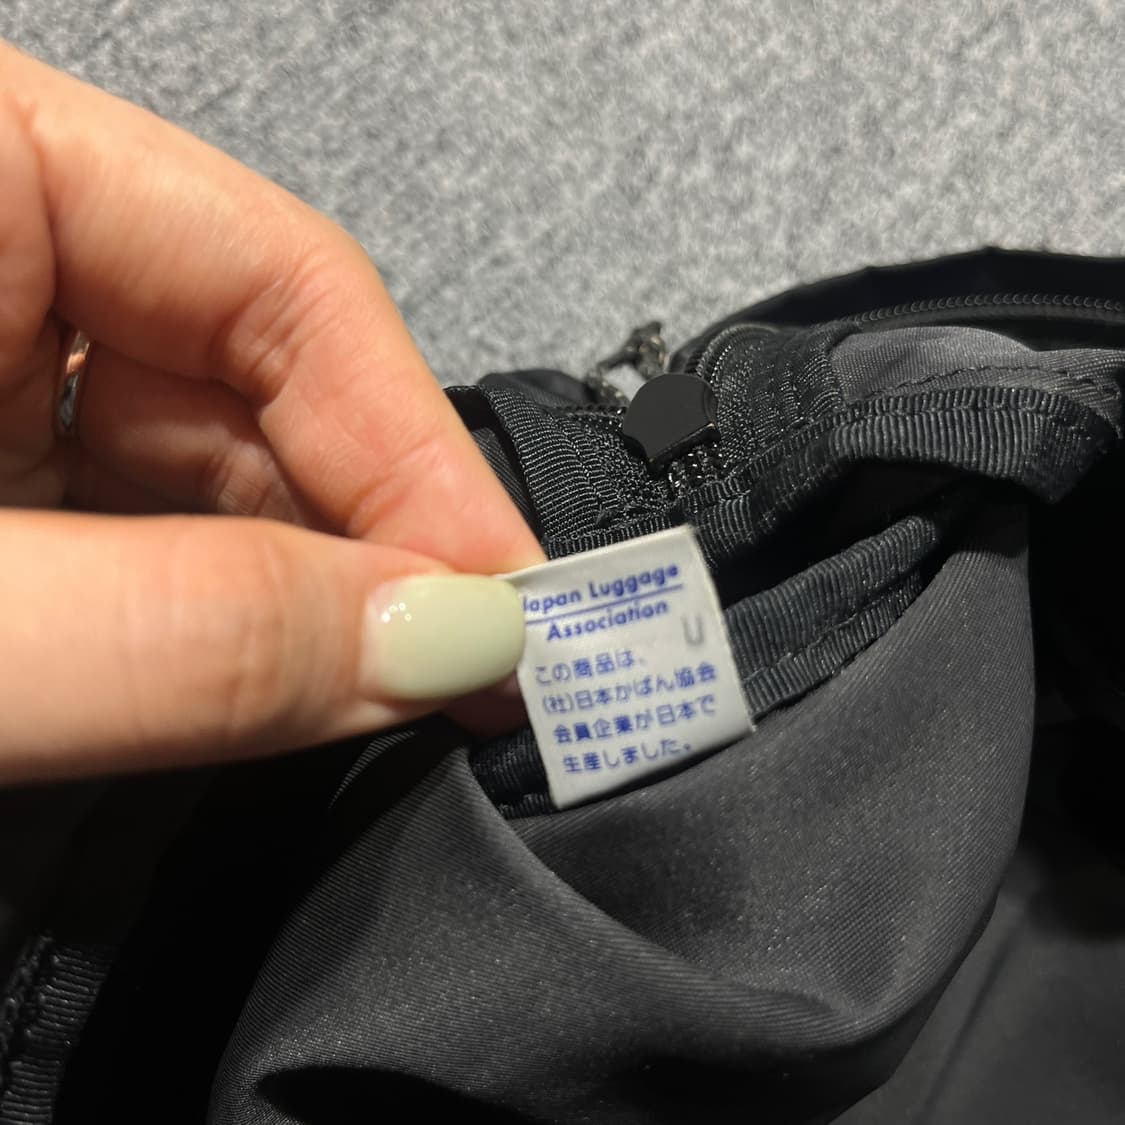 Japan Luggage
Association
U
この商品は、
(社)日本かばん協会
会員企業が日本で
生産しました。